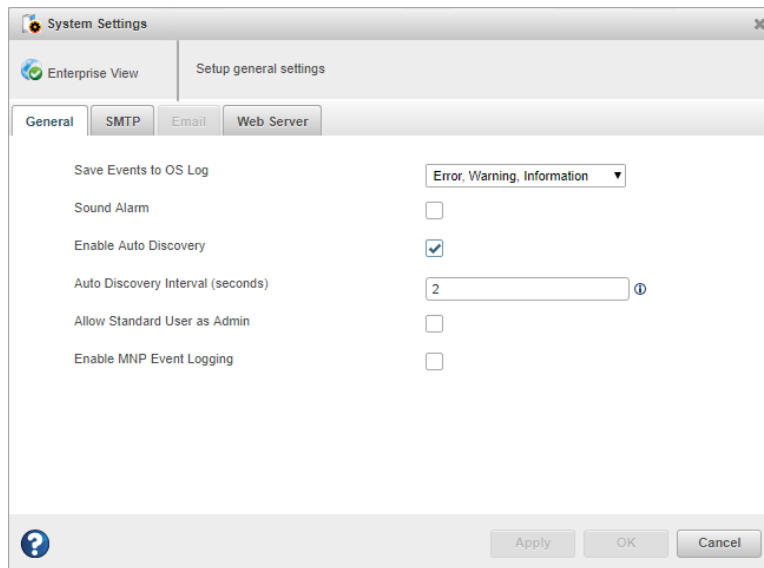 System Settings
Enterprise View
Setup general settings
General
SMTP
Email
Web Server
Save Events to OS Log
Error, Warning, Information
Sound Alarm
Enable Auto Discovery
Auto Discovery Interval (seconds)
2
Allow Standard User as Admin
Enable MNP Event Logging
?
Apply
OK
Cancel